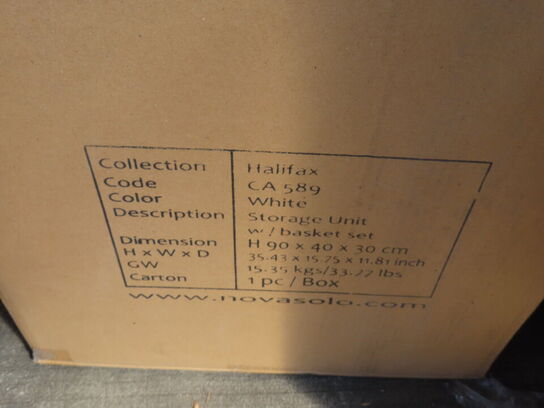 Collection Halifax
Code CA 589
Color White
Description Storage Unit
w/ basket set
Dimension H 90 x 40 x 30 cm
H x W x D 35.43 x 15.75 x 11.81 inch
GW 15.35 kgs/33.77 lbs
Carton 1 pc / Box
www.novasolo.com